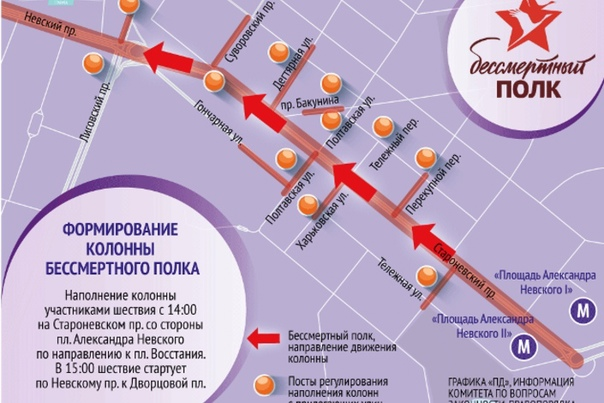 Невский пр.
Суворовский пр.
Дегтярная ул.
Лиговский пр.
Гончарная ул.
пр. Бакунина
Полтавская ул.
Тележный пер.
Перекупной пер.
Полтавская ул.
Харьковская ул.
Тележная ул.
Староневский пр.
бессмертный
ПОЛК
ФОРМИРОВАНИЕ
КОЛОННЫ
БЕССМЕРТНОГО ПОЛКА
Наполнение колонны
участниками шествия с 14:00
на Староневском пр. со стороны
пл. Александра Невского
по направлению к пл. Восстания.
В 15:00 шествие стартует
по Невскому пр. к Дворцовой пл.
«Площадь Александра
Невского I»
М
«Площадь Александра
Невского II»
М
Бессмертный полк,
направление движения
колонны
Посты регулирования
наполнения колонн
ГРАФИКА «ПД», ИНФОРМАЦИЯ
КОМИТЕТА ПО ВОПРОСАМ